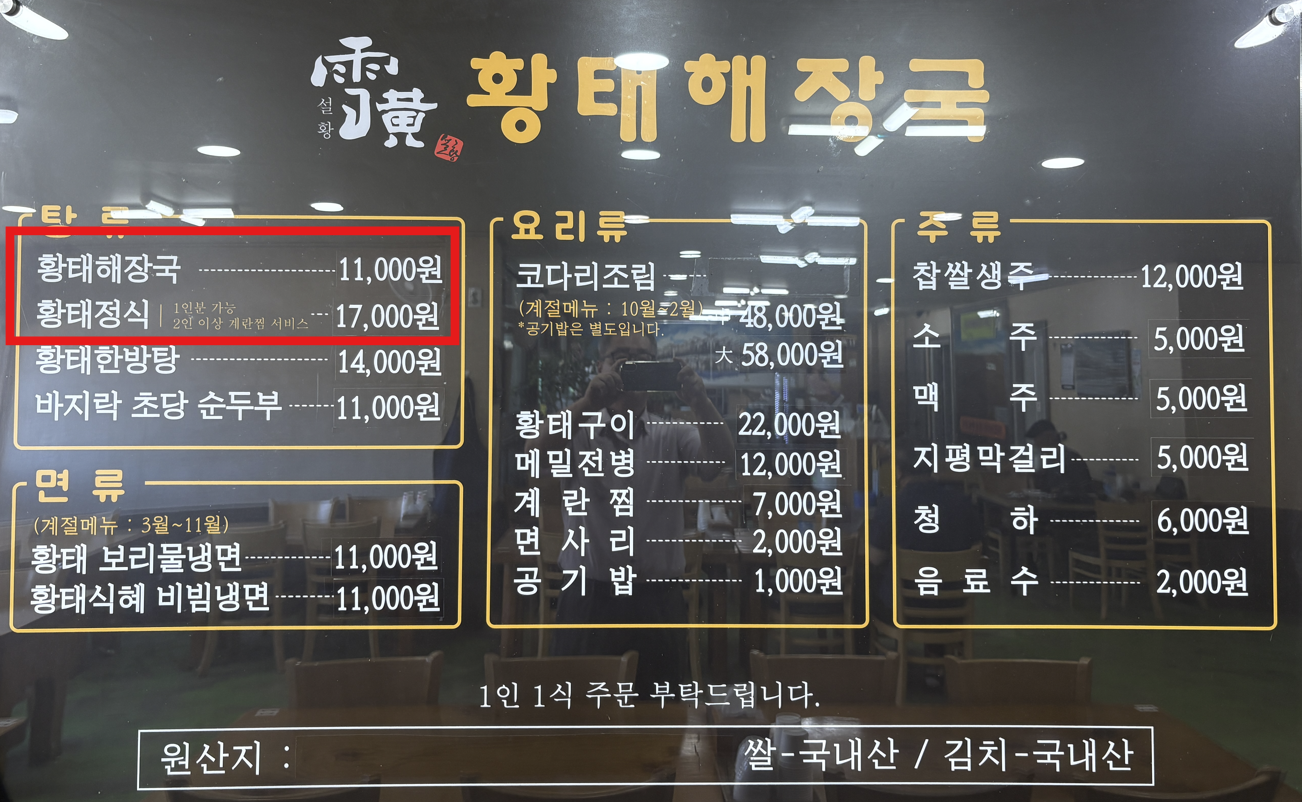 설황
황태해장국
탕류
황태해장국 11,000원
황태정식 1인분 가능 2인 이상 계란찜 서비스 17,000원
황태한방탕 14,000원
바지락 초당 순두부 11,000원
면류
(계절메뉴 : 3월~11월)
황태 보리물냉면 11,000원
황태식혜 비빔냉면 11,000원
요리류
코다리조림
(계절메뉴 : 10월~2월)
*공기밥은 별도입니다.
48,000원
大 58,000원
황태구이 22,000원
메밀전병 12,000원
계란찜 7,000원
면사리 2,000원
공기밥 1,000원
주류
찹쌀생주 12,000원
소주 5,000원
맥주 5,000원
지평막걸리 5,000원
청하 6,000원
음료수 2,000원
1인 1식 주문 부탁드립니다.
원산지 : 쌀-국내산 / 김치-국내산